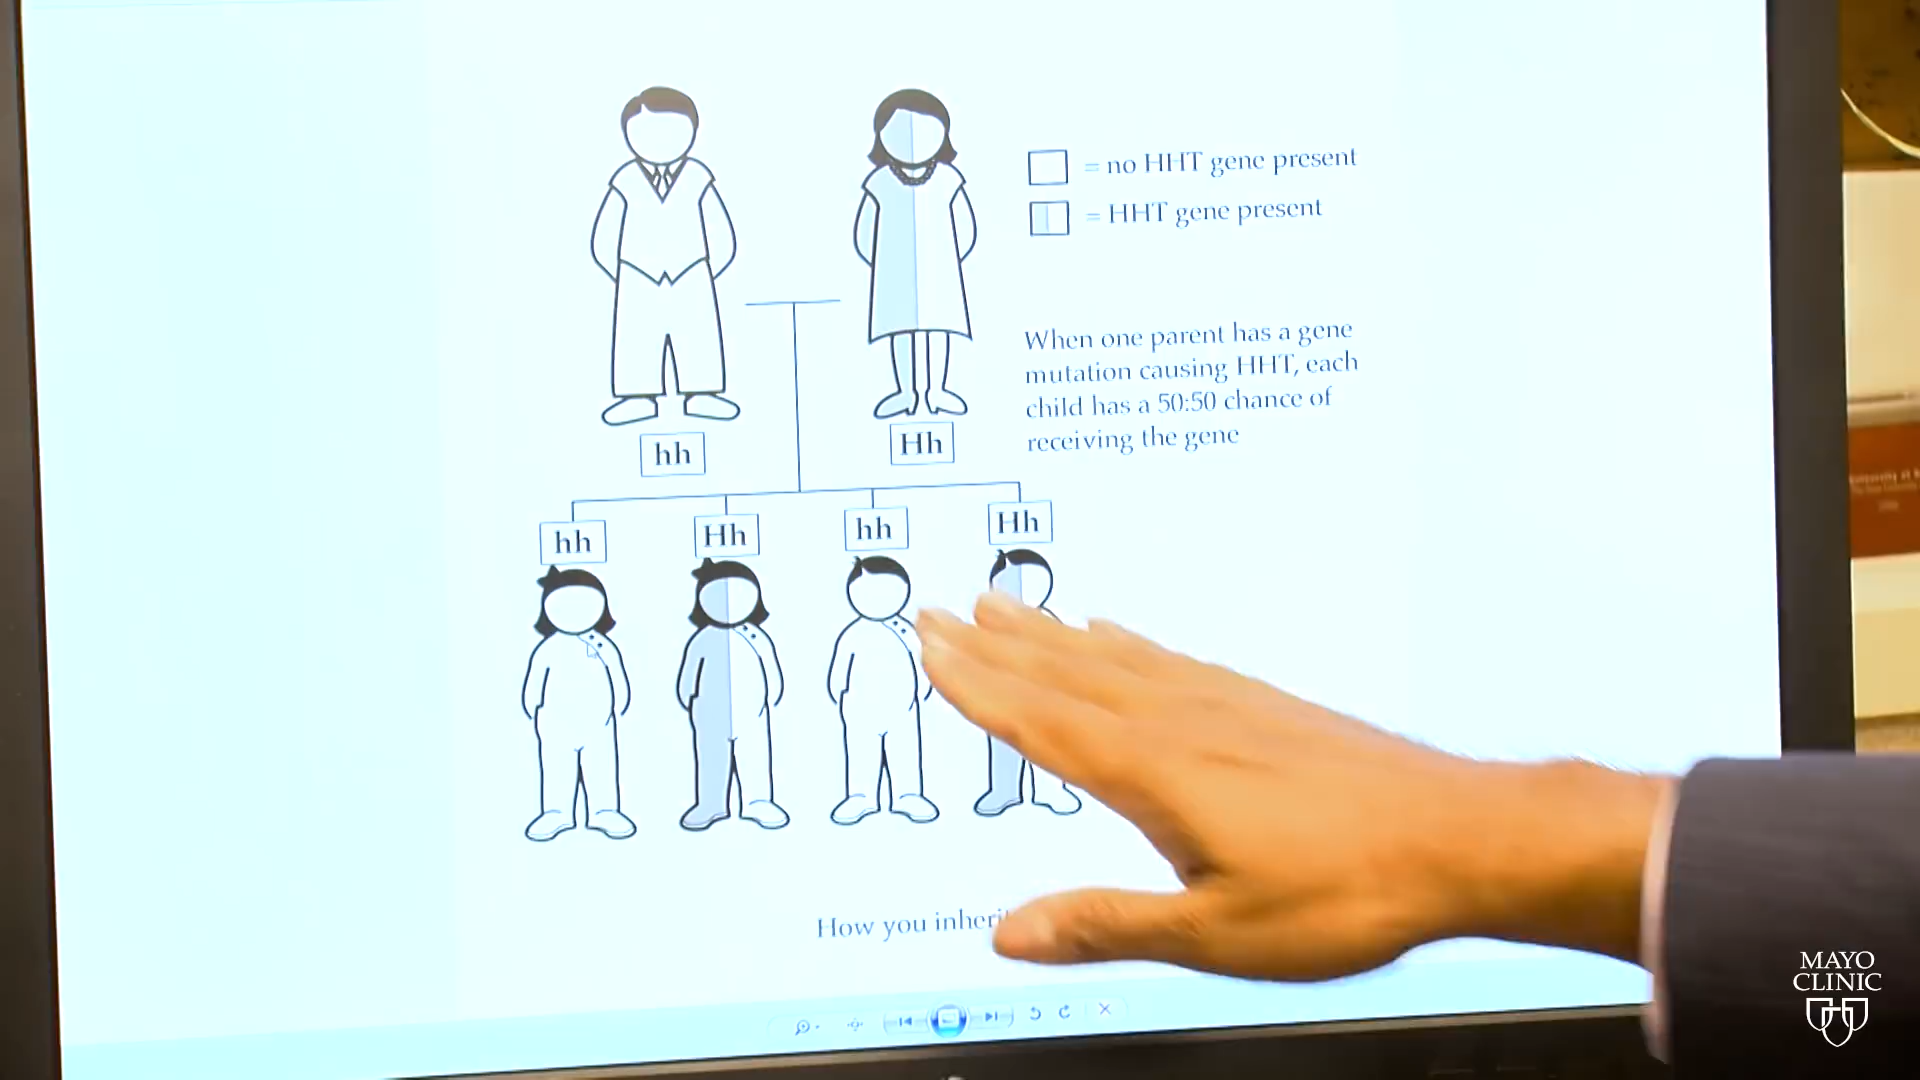 = no HHT gene present
= HHT gene present
When one parent has a gene
mutation causing HHT, each
child has a 50:50 chance of
receiving the gene
hh
Hh
hh
Hh
hh
Hh
How you inherit
MAYO
CLINIC